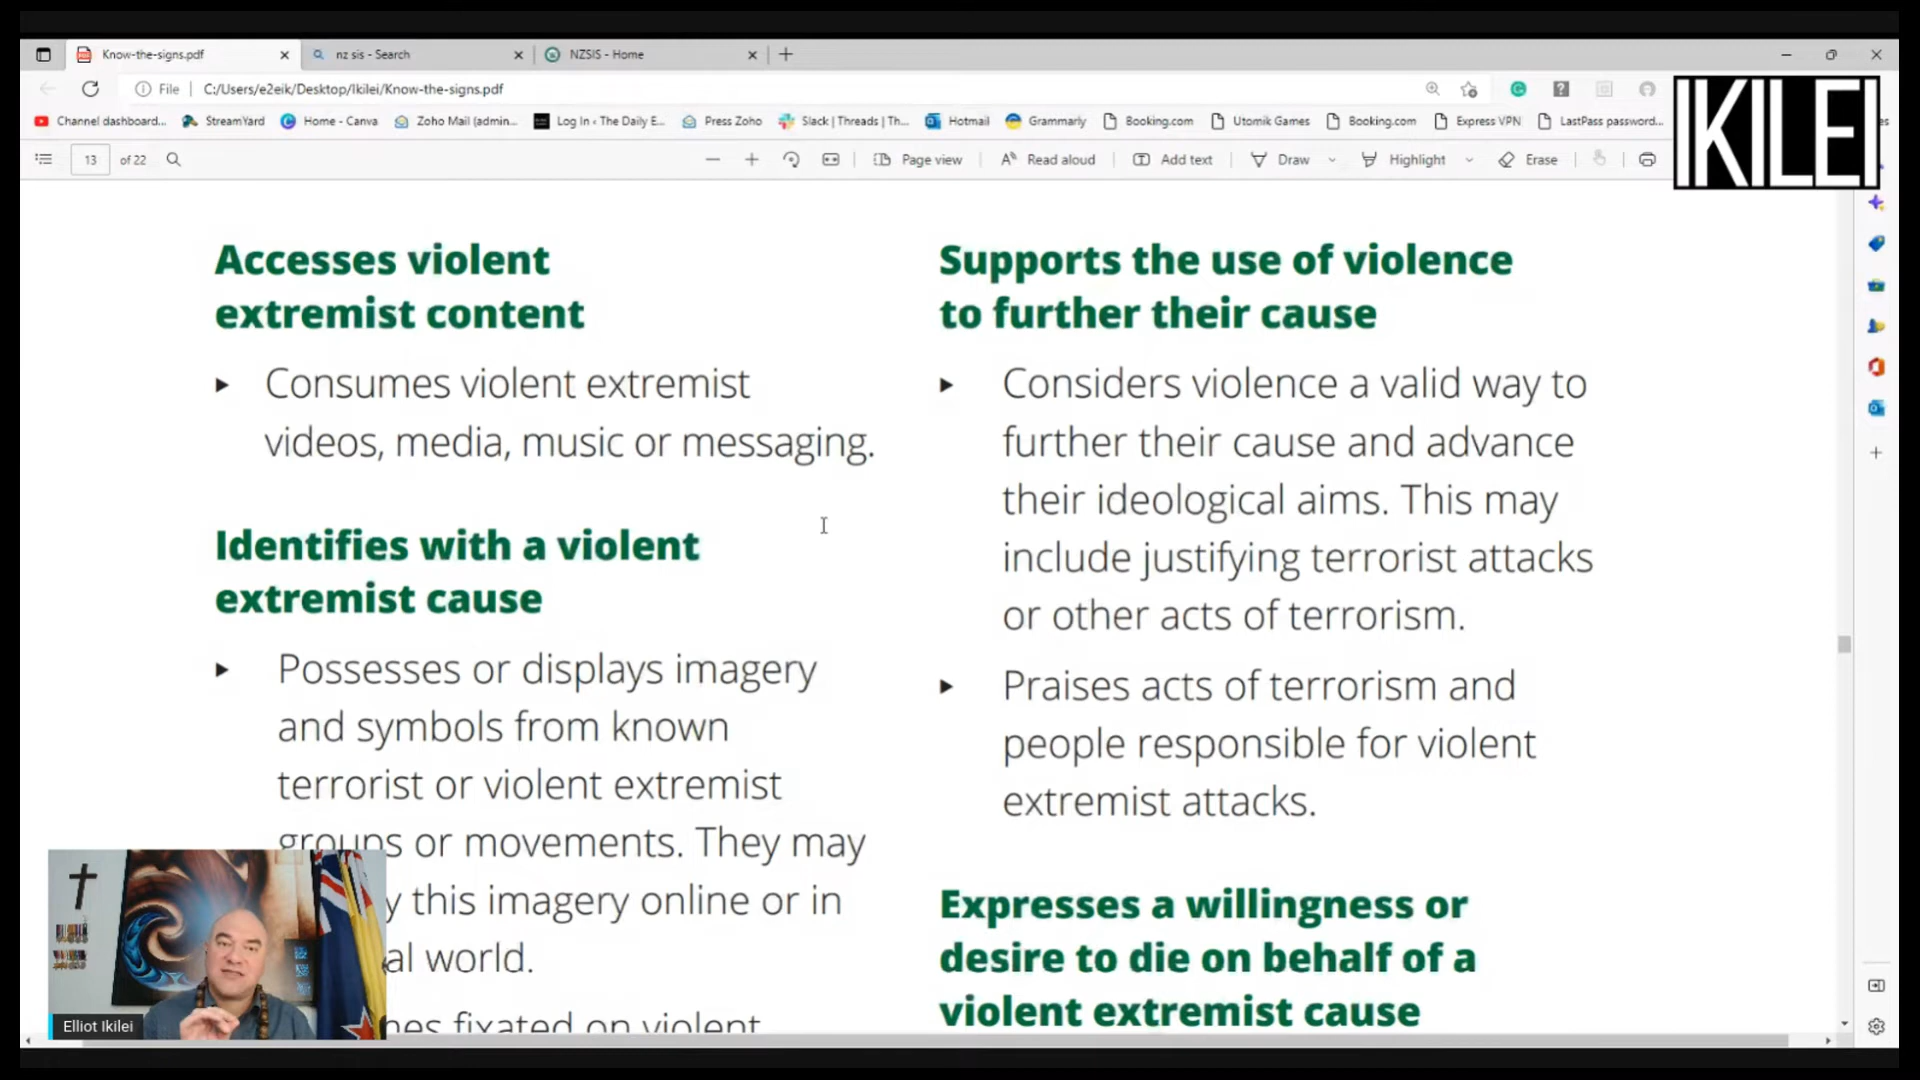 Know-the-signs.pdf
nz sis - Search
NZSIS - Home
File
C:/Users/e2eik/Desktop/Ikilei/Know-the-signs.pdf
Channel dashboard...
StreamYard
Home - Canva
Zoho Mail (admin...
Log In ‹ The Daily E...
Press Zoho
Slack | Threads | Th...
Hotmail
Grammarly
Booking.com
Utomik Games
Booking.com
Express VPN
LastPass password...
IKILEI
13
of 22
Page view
Read aloud
Add text
Draw
Highlight
Erase
Accesses violent
extremist content
Consumes violent extremist
videos, media, music or messaging.
Identifies with a violent
extremist cause
Possesses or displays imagery
and symbols from known
terrorist or violent extremist
groups or movements. They may
this imagery online or in
world.
fixated on violent
Supports the use of violence
to further their cause
Considers violence a valid way to
further their cause and advance
their ideological aims. This may
include justifying terrorist attacks
or other acts of terrorism.
Praises acts of terrorism and
people responsible for violent
extremist attacks.
Expresses a willingness or
desire to die on behalf of a
violent extremist cause
Elliot Ikilei